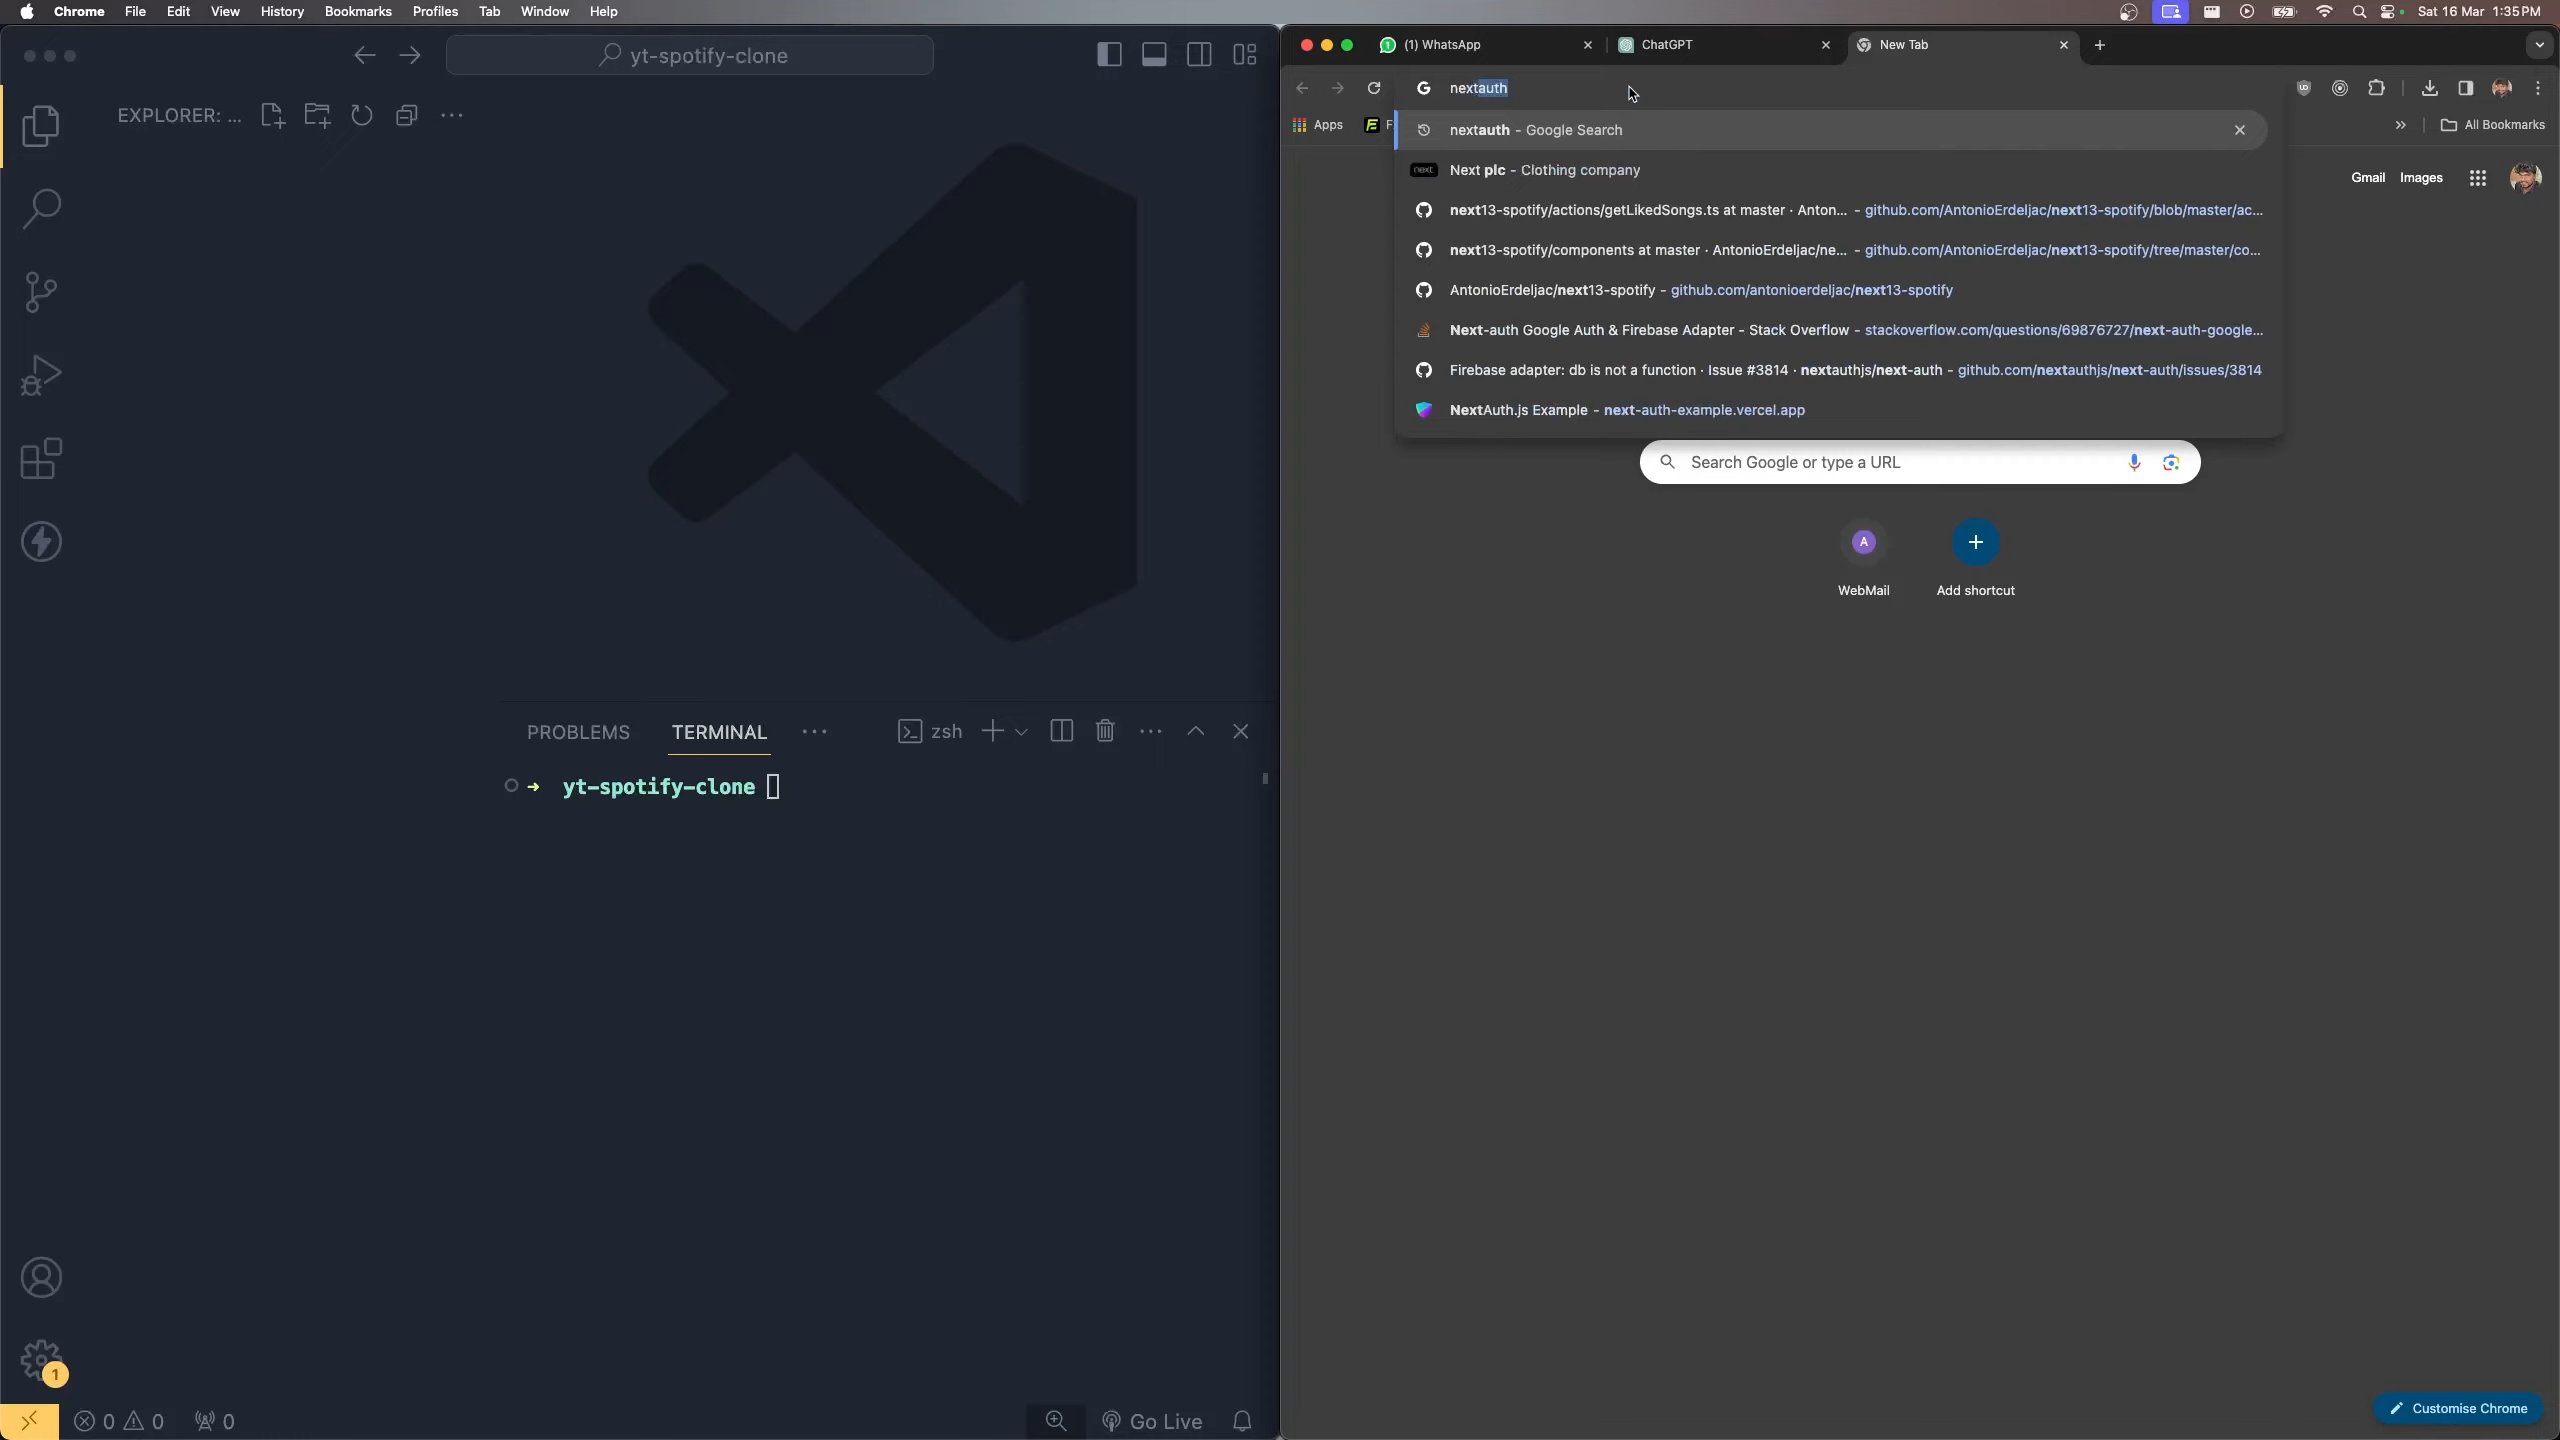 Chrome File Edit View History Bookmarks Profiles Tab Window Help
Sat 16 Mar 1:35 PM
yt-spotify-clone
EXPLORER: ...
PROBLEMS TERMINAL ...
zsh
➜ yt-spotify-clone
1
0 0 0
Go Live
(1) WhatsApp
ChatGPT
New Tab
nextauth
Apps F
All Bookmarks
nextauth - Google Search
Next plc - Clothing company
next13-spotify/actions/getLikedSongs.ts at master · Anton... - github.com/AntonioErdeljac/next13-spotify/blob/master/ac...
next13-spotify/components at master · AntonioErdeljac/ne... - github.com/AntonioErdeljac/next13-spotify/tree/master/co...
AntonioErdeljac/next13-spotify - github.com/antonioerdeljac/next13-spotify
Next-auth Google Auth & Firebase Adapter - Stack Overflow - stackoverflow.com/questions/69876727/next-auth-google...
Firebase adapter: db is not a function · Issue #3814 · nextauthjs/next-auth - github.com/nextauthjs/next-auth/issues/3814
NextAuth.js Example - next-auth-example.vercel.app
Gmail Images
Search Google or type a URL
A
WebMail
Add shortcut
Customise Chrome